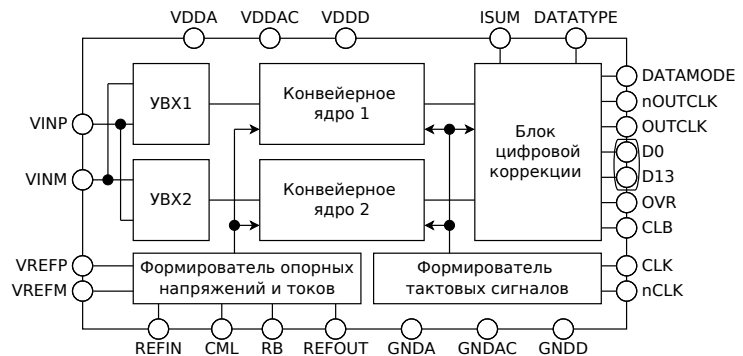 VDDA VDDAC VDDD ISUM DATATYPE
DATAMODE
nOUTCLK
OUTCLK
D0
D13
OVR
CLB
CLK
nCLK
VINP
VINM
VREFP
VREFM
УВХ1
Конвейерное
ядро 1
УВХ2
Конвейерное
ядро 2
Блок
цифровой
коррекции
Формирователь опорных
напряжений и токов
Формирователь
тактовых сигналов
REFIN CML RB REFOUT GNDA GNDAC GNDD